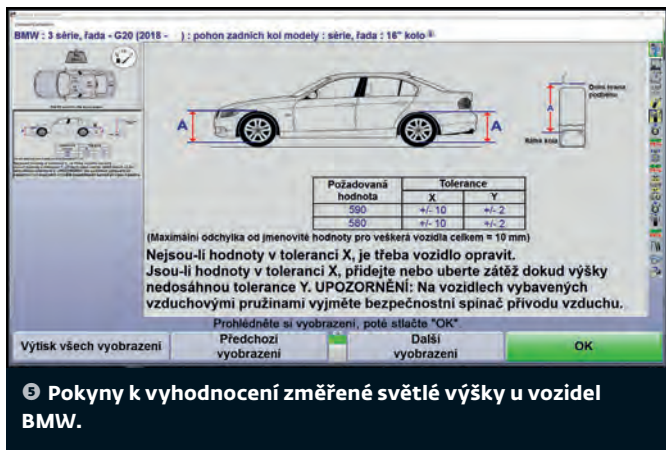 BMW : 3 série, řada - G20 (2018 - ) : pohon zadních kol modely : série, řada : 16" kolo
A
A
A
Dolní hrana
podběhu
Ráfek kola
Požadovaná hodnota Tolerance
X Y
590 +/- 10 +/- 2
580 +/- 10 +/- 2
(Maximální odchylka od jmenovité hodnoty pro veškerá vozidla celkem = 10 mm)
Nejsou-li hodnoty v toleranci X, je třeba vozidlo opravit.
Jsou-li hodnoty v toleranci X, přidejte nebo uberte zátěž dokud výšky
nedosáhnou tolerance Y. UPOZORNĚNÍ: Na vozidlech vybavených
vzduchovými pružinami vyjměte bezpečnostní spínač přívodu vzduchu.
Prohlédněte si vyobrazení, poté stlačte "OK"
Výtisk všech vyobrazení
Předchozí
vyobrazení
Další
vyobrazení
OK
❺ Pokyny k vyhodnocení změřené světlé výšky u vozidel
BMW.